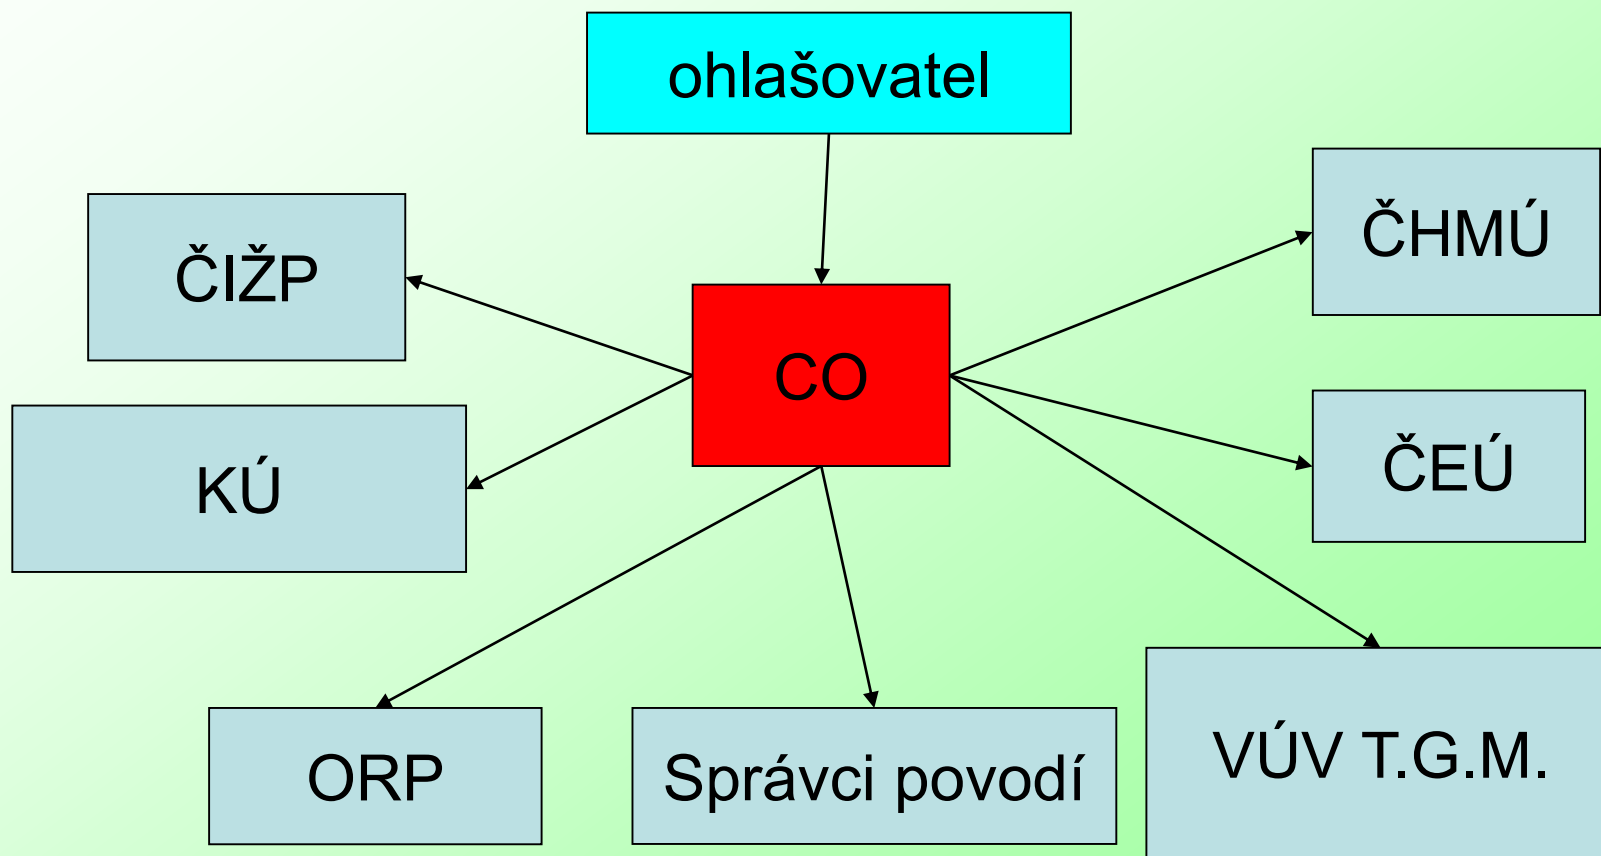 ohlašovatel
ČHMÚ
ČIŽP
CO
KÚ
ČEÚ
ORP
Správci povodí
VÚV T.G.M.